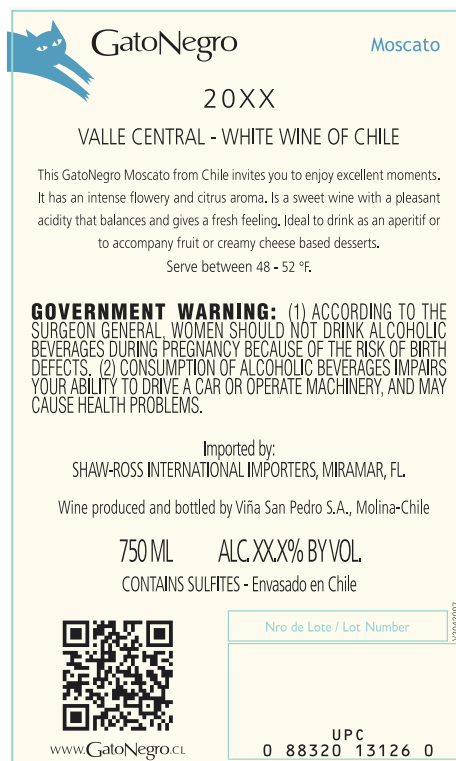 GatoNegro
Moscato
20XX
VALLE CENTRAL - WHITE WINE OF CHILE
This GatoNegro Moscato from Chile invites you to enjoy excellent moments.
It has an intense flowery and citrus aroma. Is a sweet wine with a pleasant
acidity that balances and gives a fresh feeling. Ideal to drink as an aperitif or
to accompany fruit or creamy cheese based desserts.
Serve between 48 - 52 °F.
GOVERNMENT WARNING: (1) ACCORDING TO THE
SURGEON GENERAL, WOMEN SHOULD NOT DRINK ALCOHOLIC
BEVERAGES DURING PREGNANCY BECAUSE OF THE RISK OF BIRTH
DEFECTS. (2) CONSUMPTION OF ALCOHOLIC BEVERAGES IMPAIRS
YOUR ABILITY TO DRIVE A CAR OR OPERATE MACHINERY, AND MAY
CAUSE HEALTH PROBLEMS.
Imported by:
SHAW-ROSS INTERNATIONAL IMPORTERS, MIRAMAR, FL.
Wine produced and bottled by Viña San Pedro S.A., Molina-Chile
750 ML ALC.XX.X% BY VOL.
CONTAINS SULFITES - Envasado en Chile
Nro de Lote / Lot Number
UPC
0 88320 13126 0
www.GatoNegro.CL